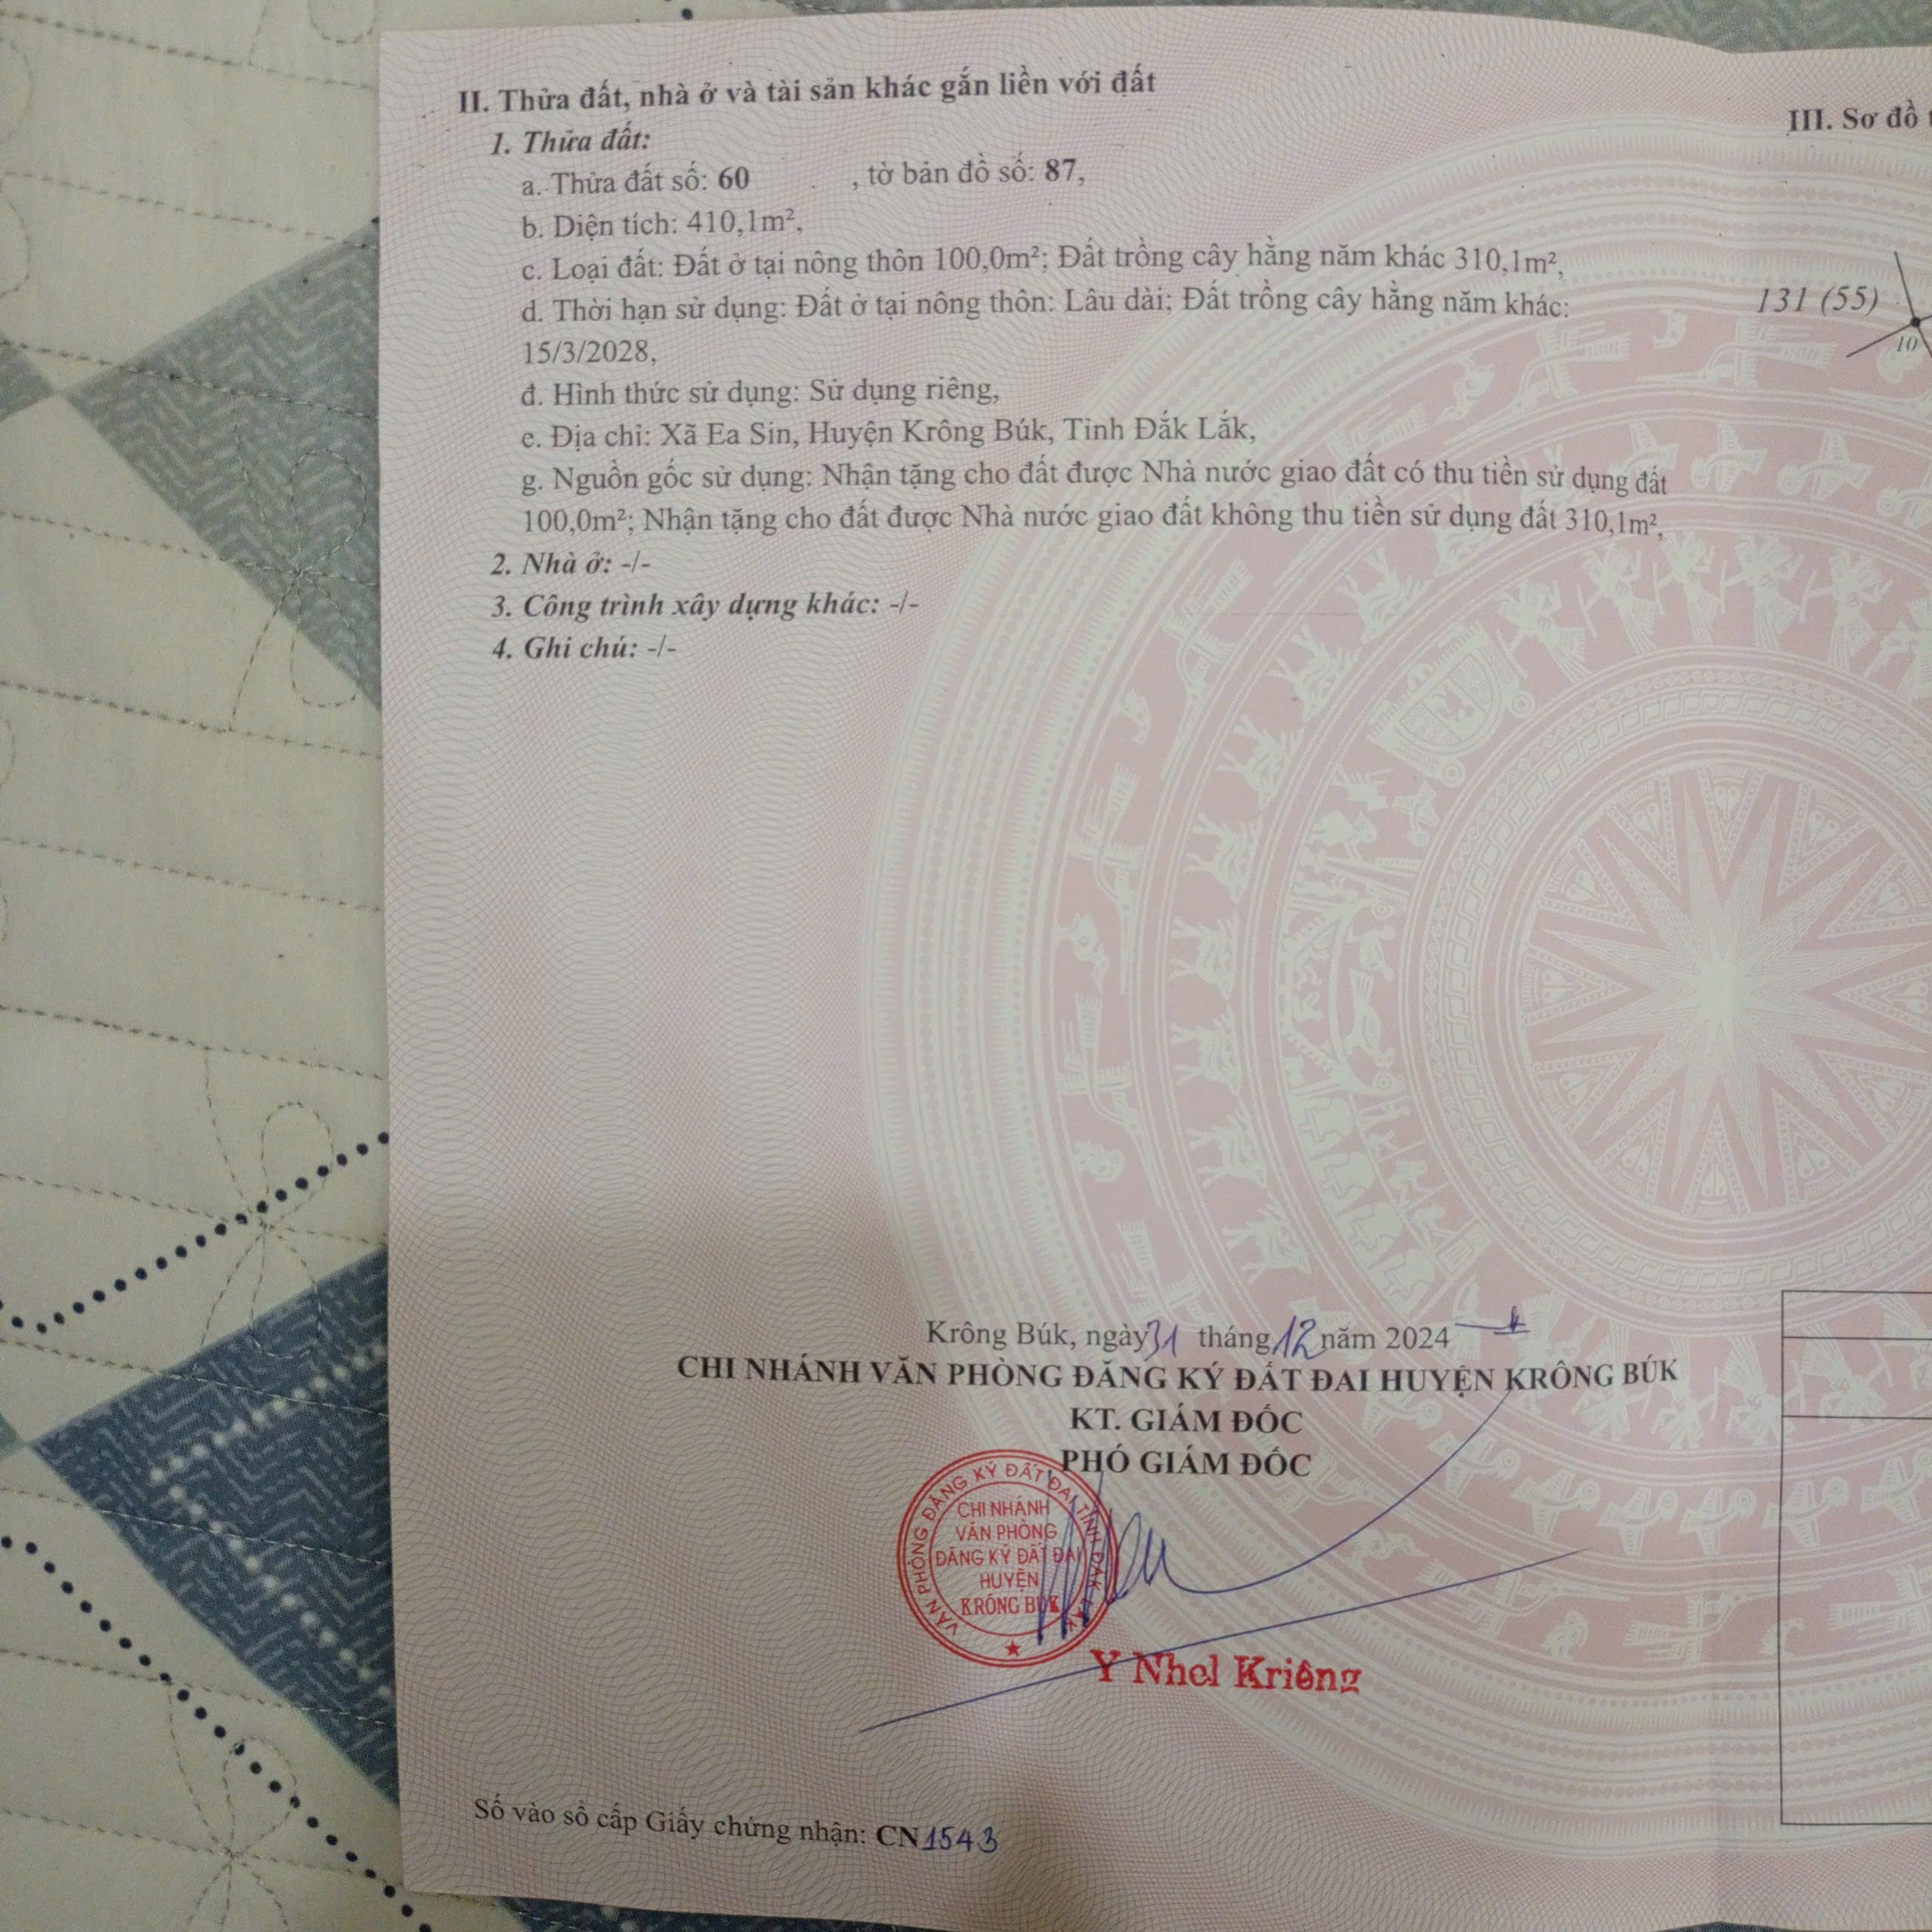 II. Thửa đất, nhà ở và tài sản khác gắn liền với đất
1. Thửa đất:
a. Thửa đất số: 60 , tờ bản đồ số: 87,
b. Diện tích: 410,1m²,
c. Loại đất: Đất ở tại nông thôn 100,0m²; Đất trồng cây hằng năm khác 310,1m²,
d. Thời hạn sử dụng: Đất ở tại nông thôn: Lâu dài; Đất trồng cây hằng năm khác:
15/3/2028,
đ. Hình thức sử dụng: Sử dụng riêng,
e. Địa chỉ: Xã Ea Sin, Huyện Krông Búk, Tỉnh Đắk Lắk,
g. Nguồn gốc sử dụng: Nhận tặng cho đất được Nhà nước giao đất có thu tiền sử dụng đất
100,0m²; Nhận tặng cho đất được Nhà nước giao đất không thu tiền sử dụng đất 310,1m²,
2. Nhà ở: -/-
3. Công trình xây dựng khác: -/-
4. Ghi chú: -/-
Krông Búk, ngày 31 tháng 12 năm 2024
CHI NHÁNH VĂN PHÒNG ĐĂNG KÝ ĐẤT ĐAI HUYỆN KRÔNG BÚK
KT. GIÁM ĐỐC
PHÓ GIÁM ĐỐC
VĂN PHÒNG ĐĂNG KÝ ĐẤT ĐAI TỈNH ĐẮK LẮK
CHI NHÁNH
VĂN PHÒNG
ĐĂNG KÝ ĐẤT ĐAI
HUYỆN
KRÔNG BÚK
Y Nhel Kriêng
Số vào sổ cấp Giấy chứng nhận: CN1543
III. Sơ đồ
131 (55)
10